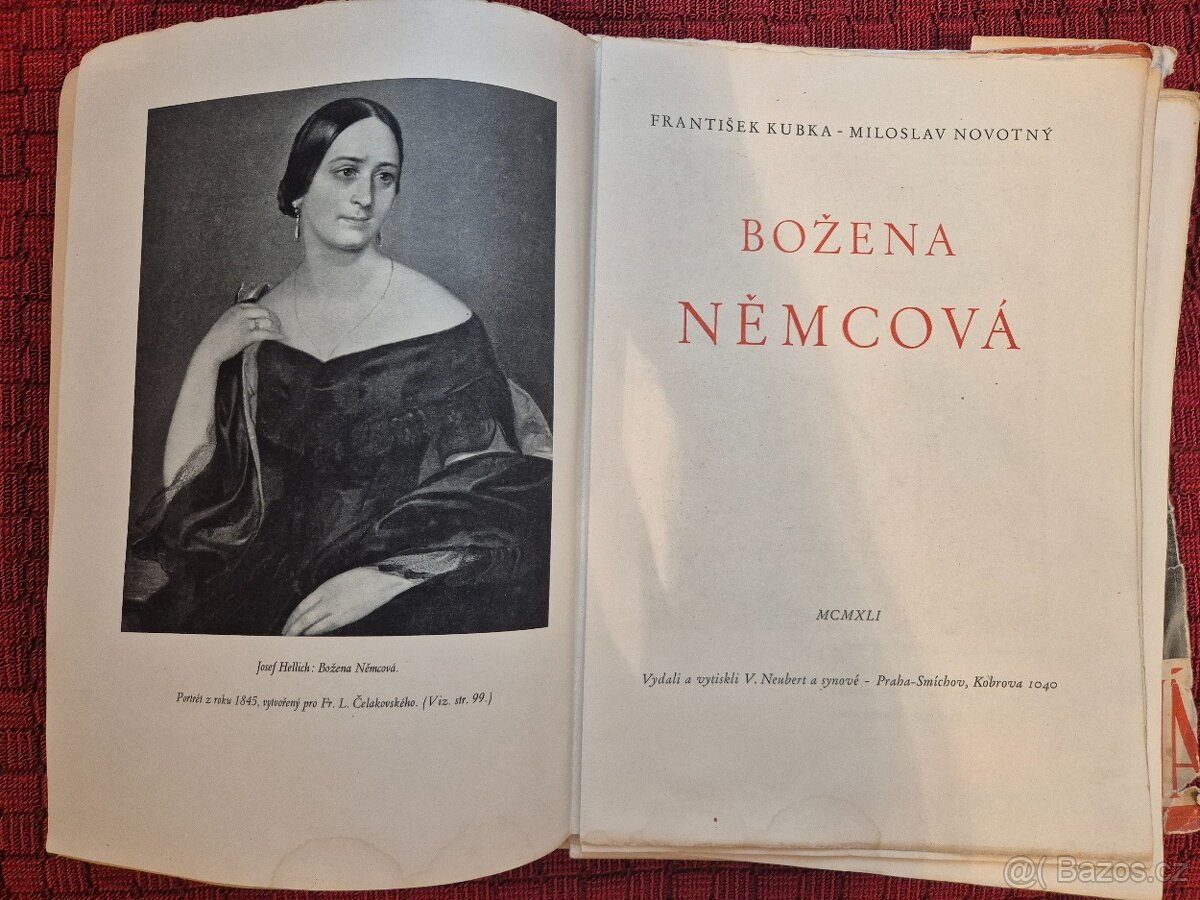 Josef Hellich: Božena Němcová.
Portrét z roku 1845, vytvořený pro Fr. L. Čelakovského. (Viz. str. 99.)
FRANTIŠEK KUBKA - MILOSLAV NOVOTNÝ
BOŽENA
NĚMCOVÁ
MCMXLI
Vydali a vytiskli V. Neubert a synové - Praha-Smíchov, Kobrova 1040
Bazos.cz